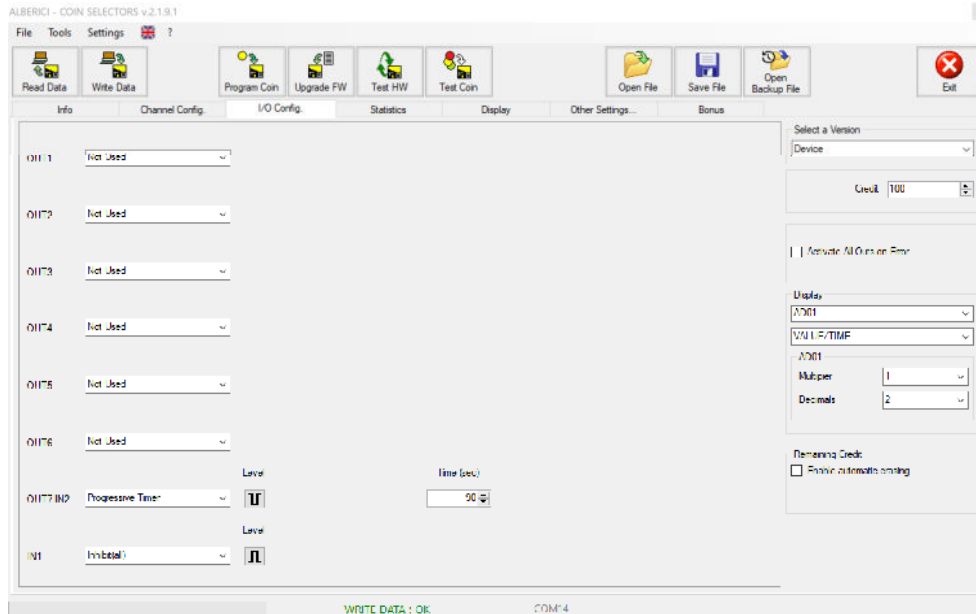 ALBERICI - COIN SELECTORS v.2.1.9.1
File Tools Settings ?
Read Data Write Data Program Coin Upgrade FW Test HW Test Coin Open File Save File Open Backup File Exit
Info Channel Config. I/O Config. Statistics Display Other Settings... Bonus
Select a Version
Device
OUT1 Not Used
Credit 100
OUT2 Not Used
Activate All Outs on Error
OUT3 Not Used
Display
AD01
OUT4 Not Used
VALUE/TIME
AD01
Multiplier 1
OUT5 Not Used
Decimals 2
OUT6 Not Used
Remaining Credit
Enable automatic erasing
Level Time (sec)
OUT7 IN2 Progressive Timer 90
Level
IN1 Inhibit(all)
WRITE DATA : OK COM14